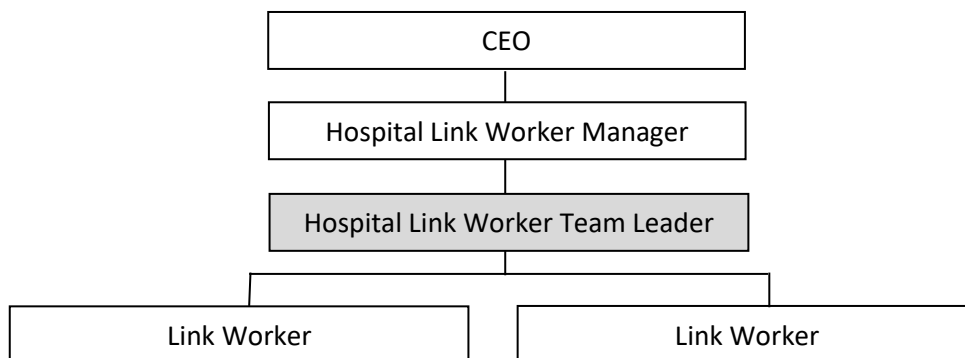 CEO
Hospital Link Worker Manager
Hospital Link Worker Team Leader
Link Worker
Link Worker